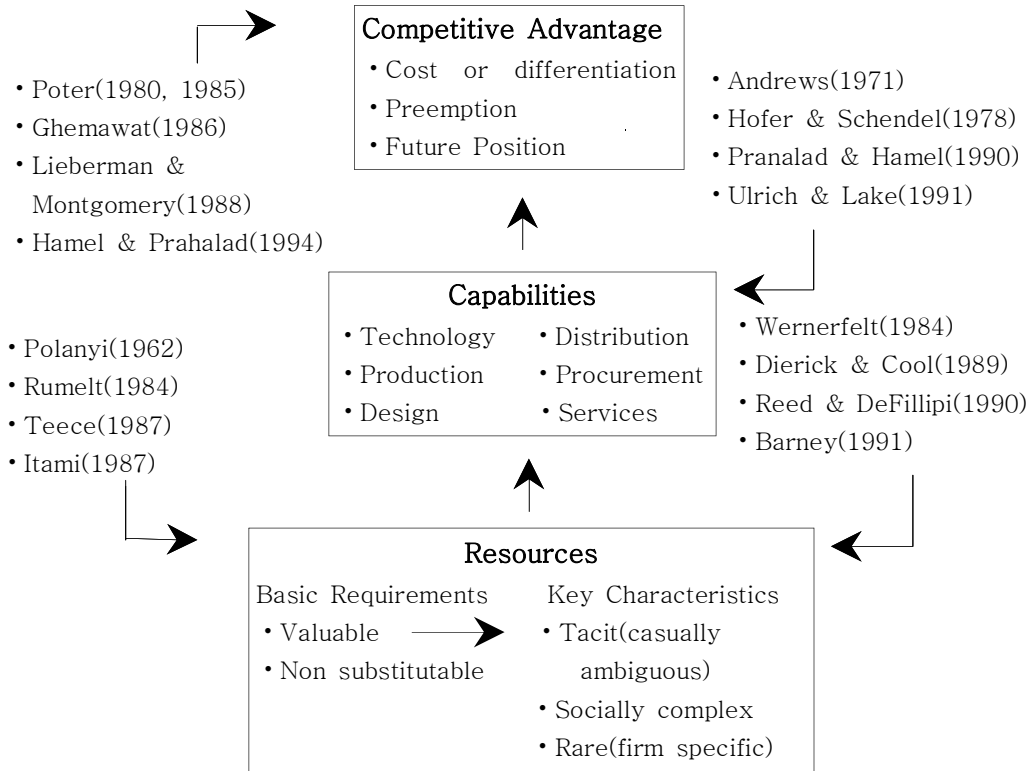 Competitive Advantage
• Cost or differentiation
• Preemption
• Future Position
• Poter(1980, 1985)
• Ghemawat(1986)
• Lieberman &
Montgomery(1988)
• Hamel & Prahalad(1994)
• Andrews(1971)
• Hofer & Schendel(1978)
• Pranalad & Hamel(1990)
• Ulrich & Lake(1991)
Capabilities
• Technology • Distribution
• Production • Procurement
• Design • Services
• Polanyi(1962)
• Rumelt(1984)
• Teece(1987)
• Itami(1987)
• Wernerfelt(1984)
• Dierick & Cool(1989)
• Reed & DeFillipi(1990)
• Barney(1991)
Resources
Basic Requirements
• Valuable
• Non substitutable
Key Characteristics
• Tacit(casually
ambiguous)
• Socially complex
• Rare(firm specific)